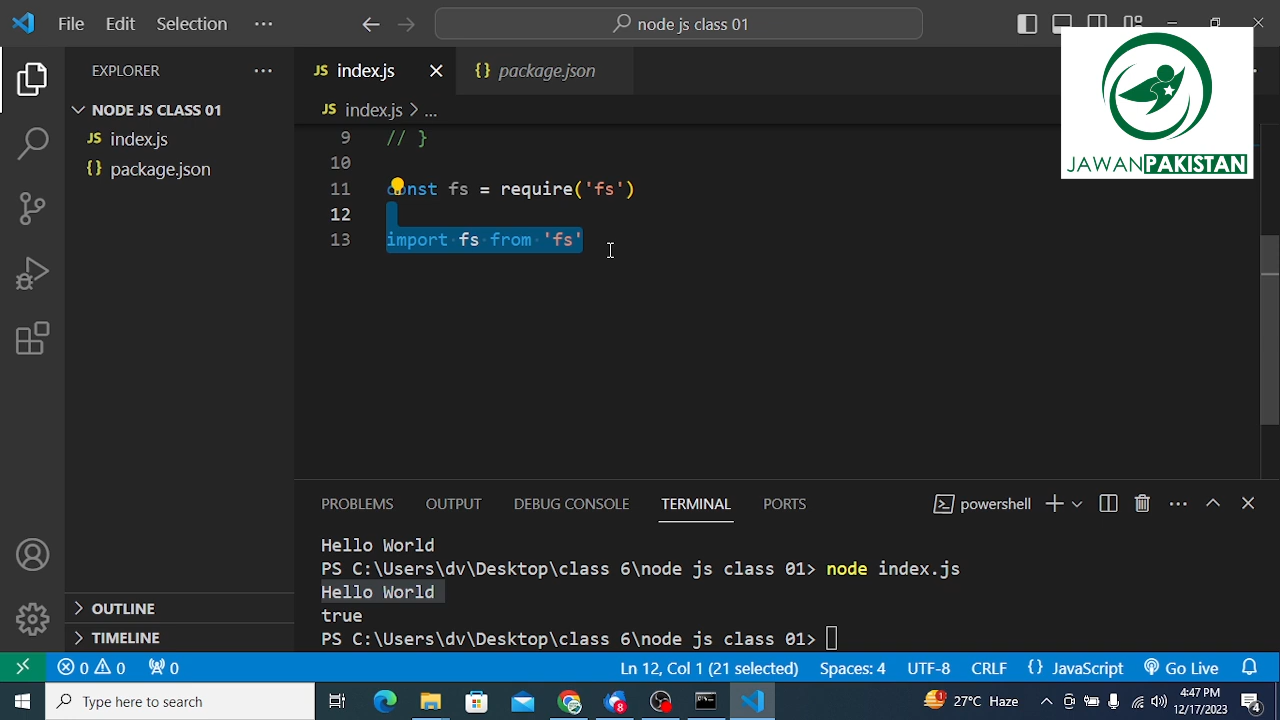 File Edit Selection ···
node js class 01
EXPLORER ···
JS index.js
{} package.json
JAWANPAKISTAN
NODE JS CLASS 01
JS index.js
{} package.json
JS index.js > ...
9 // }
10
11 const fs = require('fs')
12
13 import fs from 'fs'
PROBLEMS OUTPUT DEBUG CONSOLE TERMINAL PORTS
powershell
Hello World
PS C:\Users\dv\Desktop\class 6\node js class 01> node index.js
Hello World
true
PS C:\Users\dv\Desktop\class 6\node js class 01>
OUTLINE
TIMELINE
0 0 0
Ln 12, Col 1 (21 selected) Spaces: 4 UTF-8 CRLF {} JavaScript Go Live
Type here to search
8
27°C Haze
4:47 PM
12/17/2023
4